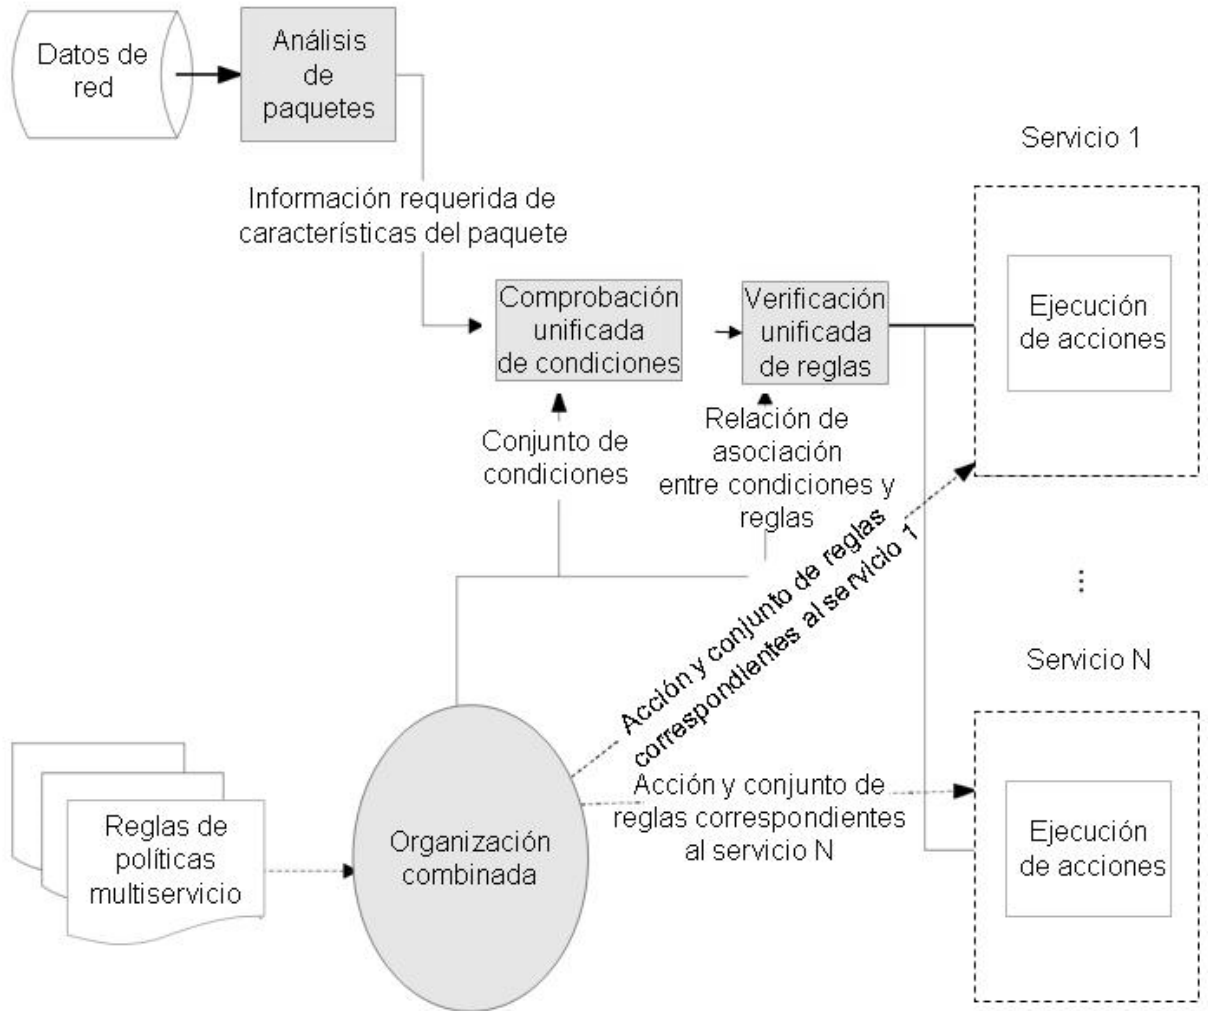 Datos de
red
Análisis
de
paquetes
Servicio 1
Información requerida de
características del paquete
Comprobación
unificada
de condiciones
Verificación
unificada
de reglas
Ejecución
de acciones
Conjunto de
condiciones
Relación de
asociación
entre condiciones y
reglas
Acción y conjunto de reglas
correspondientes al servicio 1
⋮
Servicio N
Acción y conjunto de
reglas correspondientes
al servicio N
Reglas de
políticas
multiservicio
Organización
combinada
Ejecución
de acciones